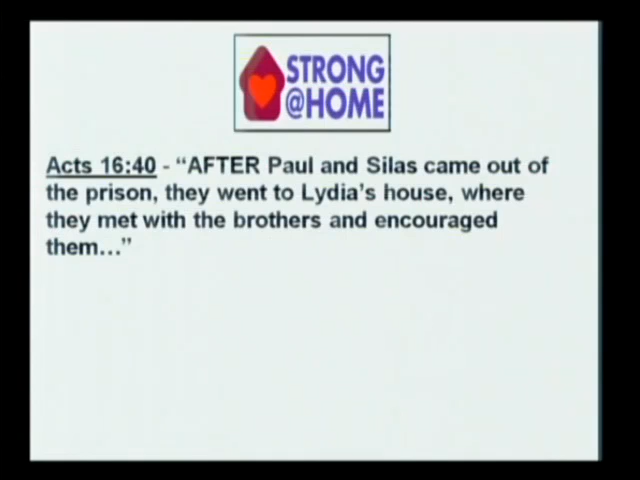 STRONG
@HOME
Acts 16:40 - “AFTER Paul and Silas came out of
the prison, they went to Lydia’s house, where
they met with the brothers and encouraged
them…”